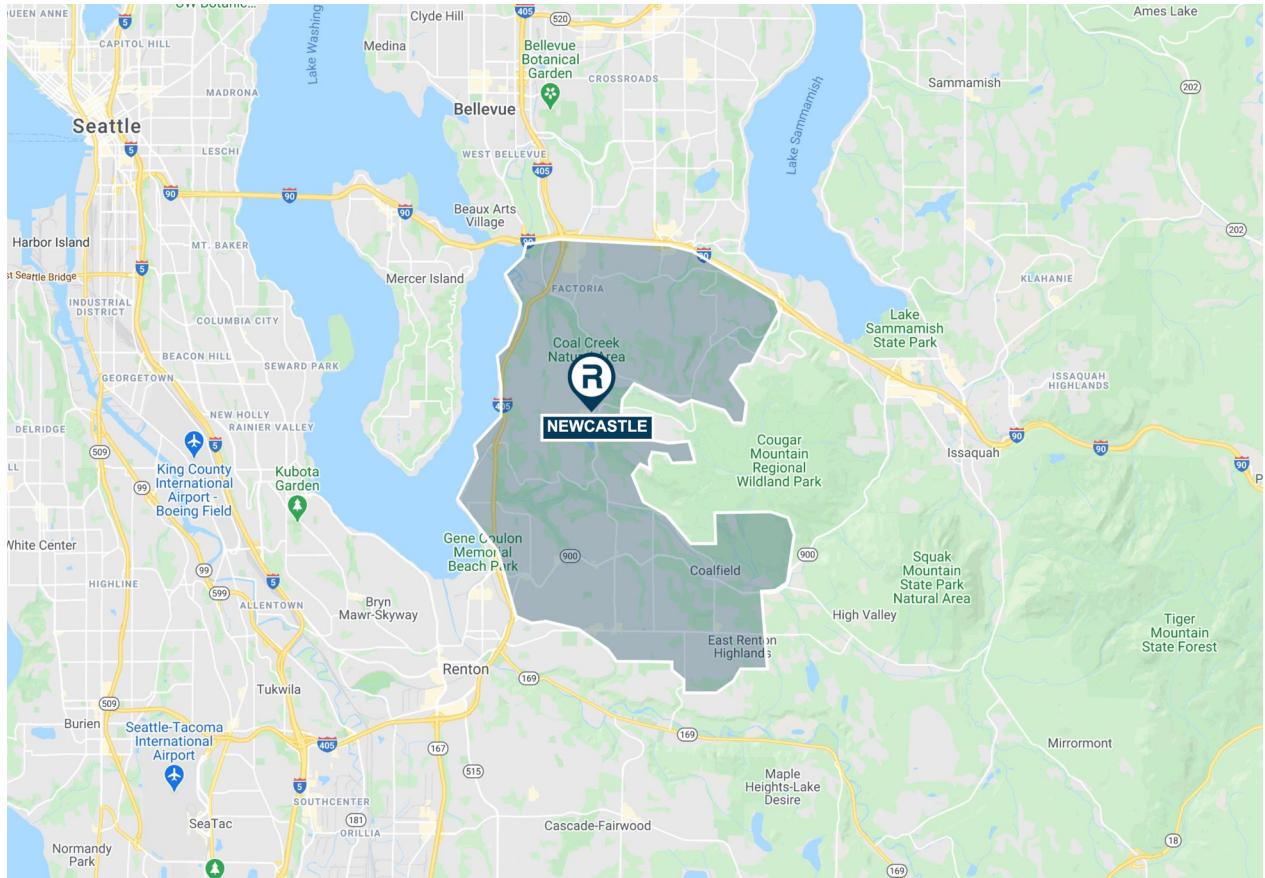 QUEEN ANNE
5
CAPITOL HILL
Lake Washing
MADRONA
Seattle
5
LESCHI
90
90
90
Harbor Island
MT. BAKER
st Seattle Bridge
5
INDUSTRIAL
DISTRICT
COLUMBIA CITY
BEACON HILL
SEWARD PARK
GEORGETOWN
NEW HOLLY
RAINIER VALLEY
DELRIDGE
509
99
5
King County
International
Airport -
Boeing Field
Kubota
Garden
White Center
HIGHLINE
99
599
5
ALLENTOWN
Bryn
Mawr-Skyway
Tukwila
509
Burien
Seattle-Tacoma
International
Airport
5
405
SOUTHCENTER
181
ORILLIA
SeaTac
Normandy
Park
Clyde Hill
405
520
Medina
Bellevue
Botanical
Garden
CROSSROADS
Bellevue
WEST BELLEVUE
405
Beaux Arts
Village
90
90
Mercer Island
FACTORIA
Coal Creek
Natural Area
R
405
NEWCASTLE
Gene Coulon
Memorial
Beach Park
900
Coalfield
East Renton
Highlands
Renton
169
167
515
169
Cascade-Fairwood
Maple
Heights-Lake
Desire
169
Ames Lake
Sammamish
202
Lake Sammamish
202
KLAHANIE
Lake
Sammamish
State Park
ISSAQUAH
HIGHLANDS
Cougar
Mountain
Regional
Wildland Park
Issaquah
90
90
90
900
Squak
Mountain
State Park
Natural Area
High Valley
Tiger
Mountain
State Forest
Mirrormont
18